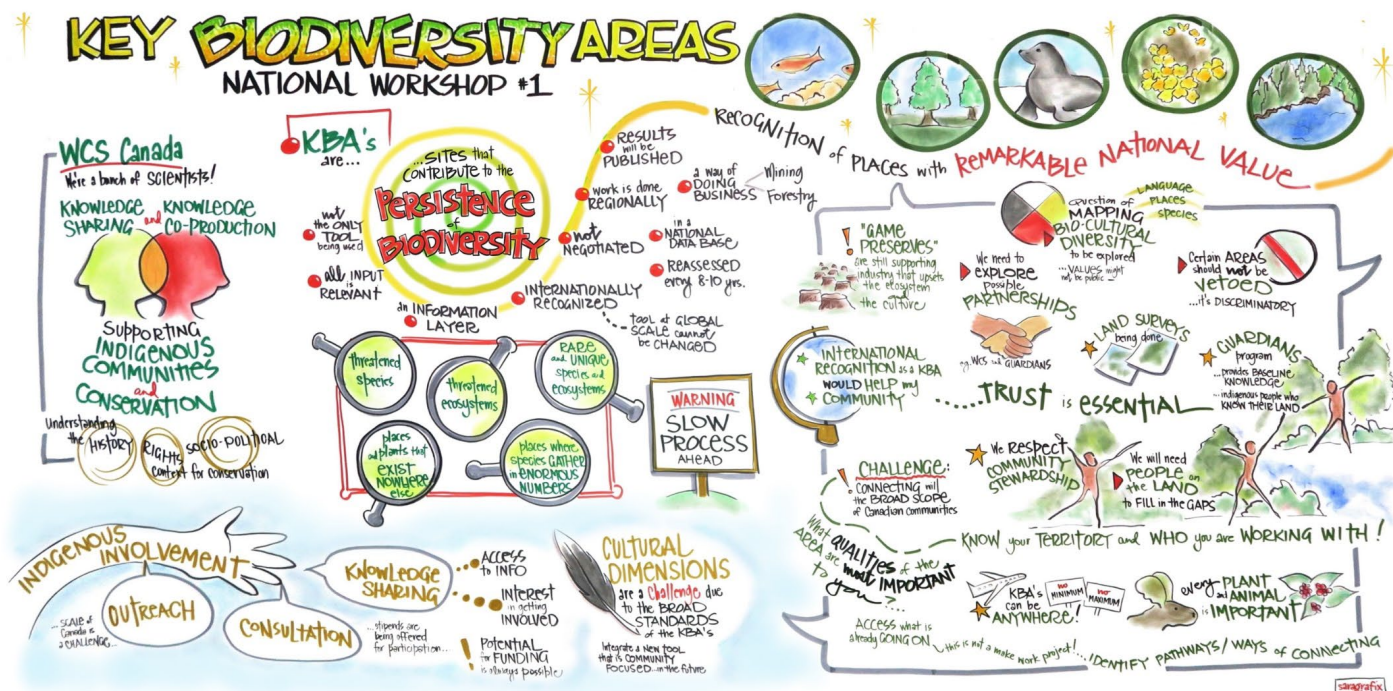 KEY BIODIVERSITY AREAS
NATIONAL WORKSHOP #1
WCS Canada
We're a bunch of SCIENTISTS!
KNOWLEDGE SHARING and KNOWLEDGE CO-PRODUCTION
SUPPORTING
INDIGENOUS
COMMUNITIES
and
CONSERVATION
Understanding
the HISTORY
RIGHTS
SOCIO-POLITICAL
context for conservation
KBA's
are...
...SITES that
CONTRIBUTE to the
PERSISTENCE
of
BIODIVERSITY
not
the ONLY
TOOL
being used
all INPUT
is RELEVANT
an INFORMATION
LAYER
INTERNATIONALLY
RECOGNIZED
TOOL at GLOBAL
SCALE cannot
be CHANGED
not
NEGOTIATED
work is done
REGIONALLY
RESULTS
will be
PUBLISHED
a way of
DOING
BUSINESS
Mining
Forestry
in a
NATIONAL
DATA BASE
REASSESSED
every 8-10 yrs.
threatened
species
threatened
ecosystems
RARE
and UNIQUE
species and
ecosystems
places
and plants that
EXIST
NOWHERE
else
places where
species GATHER
in ENORMOUS
NUMBERS
WARNING
SLOW
PROCESS
AHEAD
INDIGENOUS
INVOLVEMENT
...SCALE of
Canada is
a CHALLENGE...
OUTREACH
CONSULTATION
KNOWLEDGE
SHARING
...stipends are
being offered
for participation...
ACCESS
to INFO
INTEREST
in getting
INVOLVED
POTENTIAL
for FUNDING
is always possible
CULTURAL
DIMENSIONS
are a challenge due
to the BROAD
STANDARDS
of the KBA's
Integrate a NEW TOOL
that is COMMUNITY
FOCUSED...in the future
RECOGNITION of PLACES with REMARKABLE NATIONAL VALUE
"GAME
PRESERVES"
are still supporting
industry that upsets
the ecosystem
and
the culture
Question of
MAPPING
BIO-CULTURAL
DIVERSITY
to be explored
...VALUES might
not be public...
LANGUAGE
PLACES
SPECIES
We need to
EXPLORE
possible
PARTNERSHIPS
eg. WCS and GUARDIANS
Certain AREAS
should not be
VETOED
...it's DISCRIMINATORY
LAND SURVEYS
being done
GUARDIANS
program
...provides BASELINE
KNOWLEDGE
...indigenous people who
KNEW THEIR LAND
INTERNATIONAL
RECOGNITION as a KBA
WOULD HELP my
COMMUNITY
.....TRUST is ESSENTIAL
We RESPECT
COMMUNITY
STEWARDSHIP
We will need
PEOPLE on
the LAND
to FILL in the GAPS
CHALLENGE:
CONNECTING with
the BROAD SCOPE
of Canadian communities
KNOW your TERRITORY and WHO you are WORKING WITH!
What QUALITIES of the
AREA are most IMPORTANT
to you?...
KBA's
can be
ANYWHERE!
no
MINIMUM
no
MAXIMUM
every PLANT
and ANIMAL
is IMPORTANT!
ACCESS what is
already GOING ON
this is not a make work project!
...IDENTIFY PATHWAYS/WAYS of CONNECTING
saragrafix